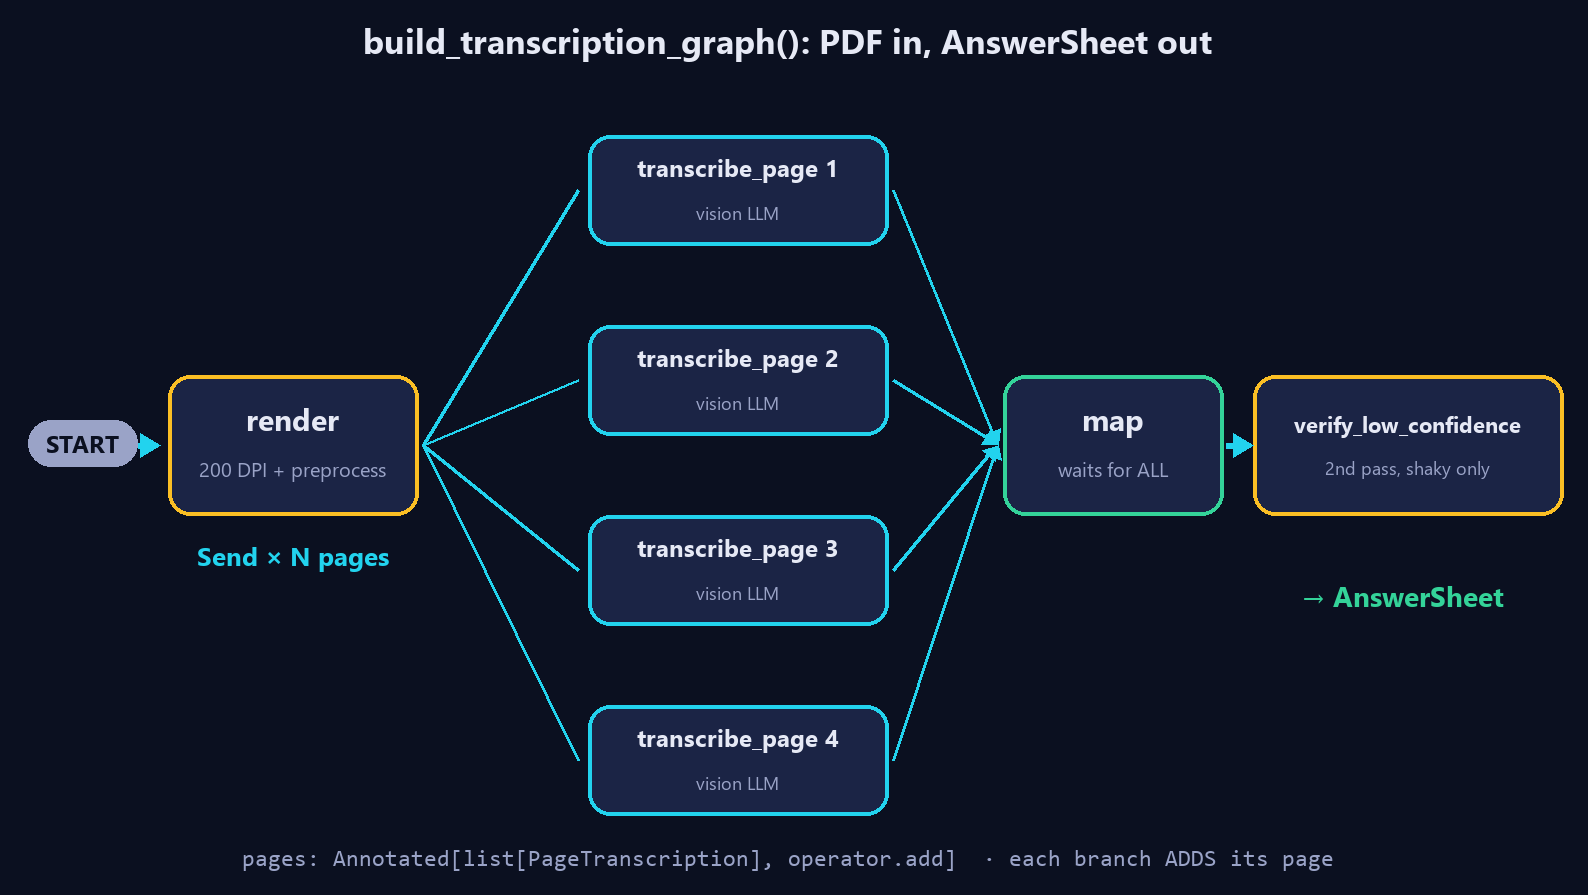 build_transcription_graph(): PDF in, AnswerSheet out
START
render
200 DPI + preprocess
Send × N pages
transcribe_page 1
vision LLM
transcribe_page 2
vision LLM
transcribe_page 3
vision LLM
transcribe_page 4
vision LLM
map
waits for ALL
verify_low_confidence
2nd pass, shaky only
→ AnswerSheet
pages: Annotated[list[PageTranscription], operator.add]  · each branch ADDS its page